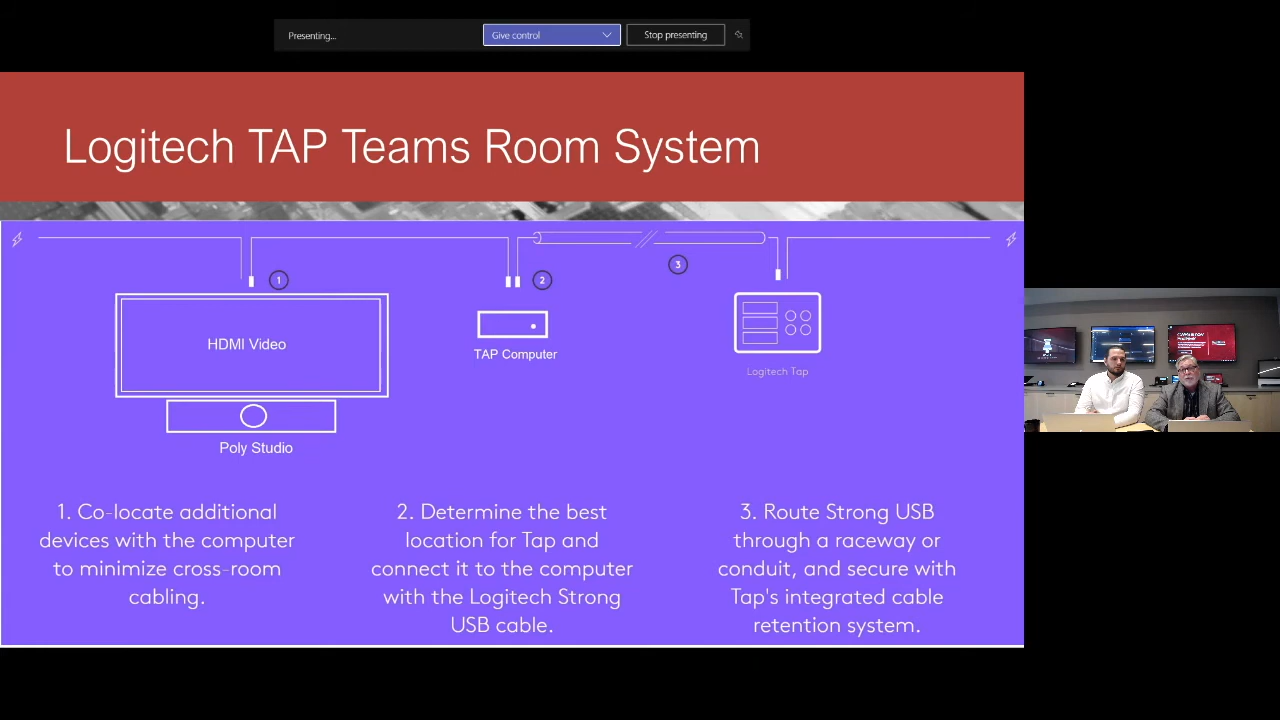 Presenting...
Give control
Stop presenting
Logitech TAP Teams Room System
1
2
3
HDMI Video
TAP Computer
Logitech Tap
Poly Studio
1. Co-locate additional
devices with the computer
to minimize cross-room
cabling.
2. Determine the best
location for Tap and
connect it to the computer
with the Logitech Strong
USB cable.
3. Route Strong USB
through a raceway or
conduit, and secure with
Tap's integrated cable
retention system.